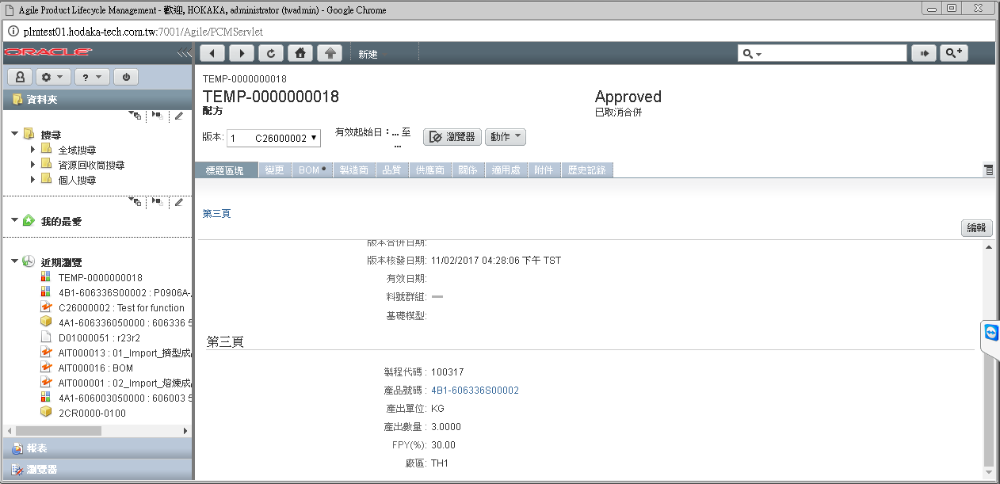 Agile Product Lifecycle Management - 歡迎, HOKAKA, administrator (twadmin) - Google Chrome
plmtest01.hodaka-tech.com.tw:7001/Agile/PCMServlet
ORACLE
新建
資料夾
搜尋
全域搜尋
資源回收筒搜尋
個人搜尋
我的最愛
近期瀏覽
TEMP-0000000018
4B1-606336S00002 : P0906A-
C26000002 : Test for function
4A1-606336050000 : 606336 5
D01000051 : r23r2
AIT000013 : 01_Import_擠型成
AIT000016 : BOM
AIT000001 : 02_Import_熔煉成
4A1-606003050000 : 606003 5
2CR0000-0100
報表
瀏覽器
TEMP-0000000018
TEMP-0000000018
配方
Approved
已取消合併
版本: 1 C26000002
有效起始日：... 至
...
瀏覽器
動作
標題區塊 變更 BOM 製造商 品質 供應商 關係 適用處 附件 歷史記錄
第三頁
編輯
版本合併日期:
版本核發日期: 11/02/2017 04:28:06 下午 TST
有效日期:
料號群組:
基礎模型:
第三頁
製程代碼 : 100317
產品號碼 : 4B1-606336S00002
產出單位: KG
產出數量 : 3.0000
FPY(%): 30.00
廠區: TH1